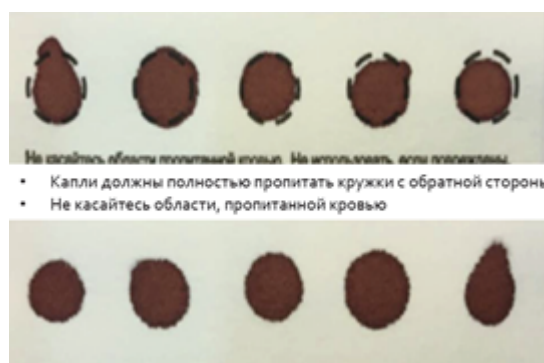 Не касайтесь области пропитанной кровью. Не использовать, если повреждены.
Капли должны полностью пропитать кружки с обратной сторонь
Не касайтесь области, пропитанной кровью